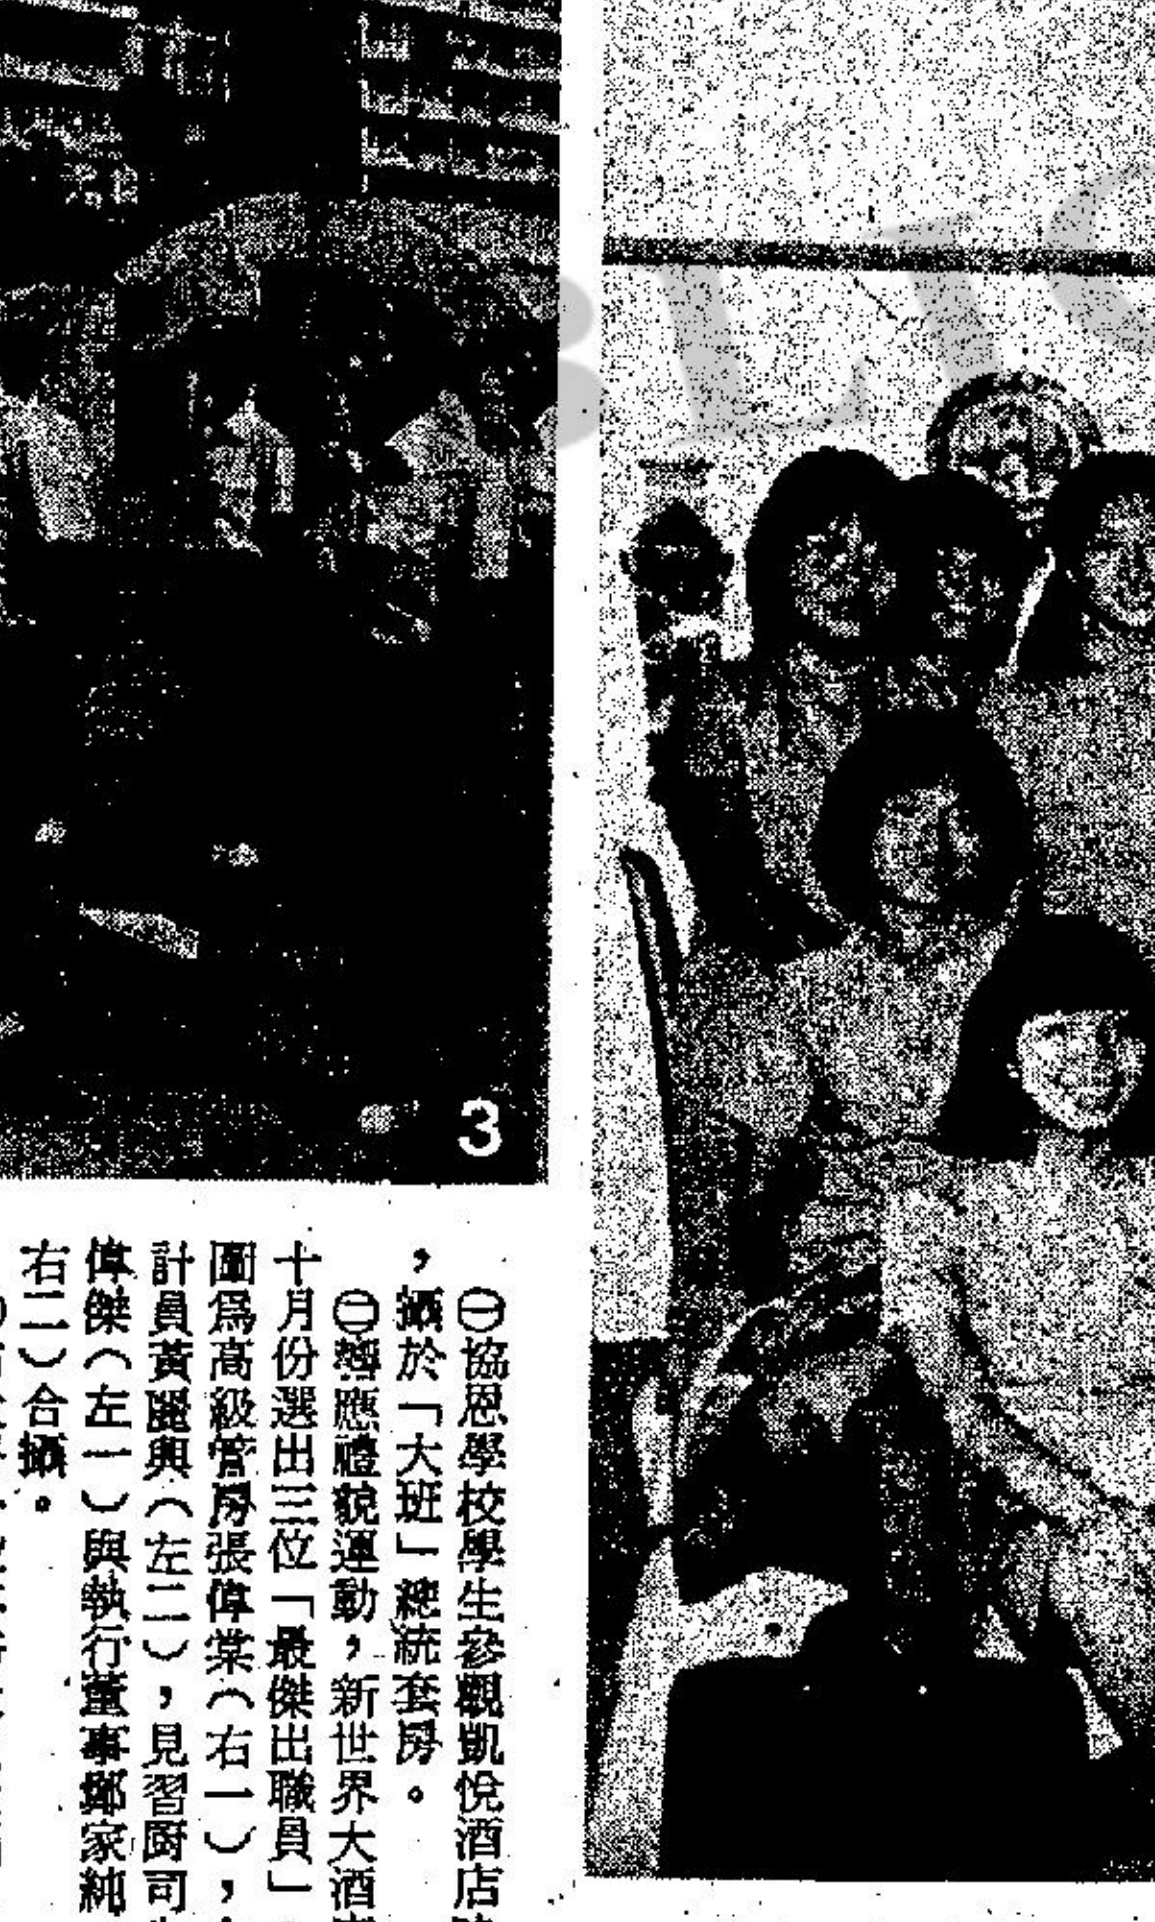 3
㊀協恩學校學生參觀凱悅酒店
，攝於「大班」總統套房。
㊁響應禮貌運動，新世界大酒
十月份選出三位「最傑出職員」
圖爲高級管房張偉棠（右一），
計員黃麗興（左二），見習廚司
偉傑（左一）與執行董事鄭家純
右二）合攝。